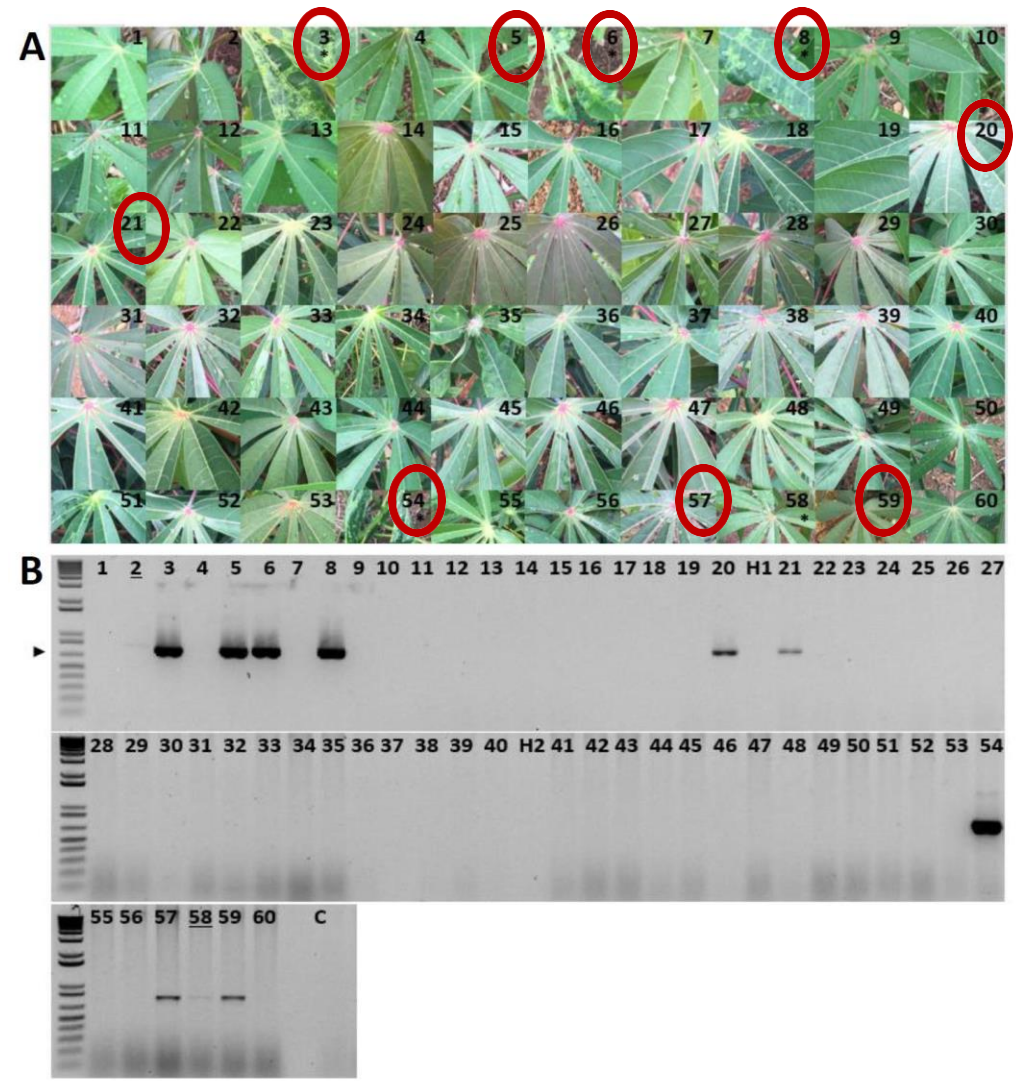 A
1 2 3 4 5 6 7 8 9 10
* * *
11 12 13 14 15 16 17 18 19 20
21 22 23 24 25 26 27 28 29 30
31 32 33 34 35 36 37 38 39 40
41 42 43 44 45 46 47 48 49 50
51 52 53 54 55 56 57 58 59 60
* *
B
1 2 3 4 5 6 7 8 9 10 11 12 13 14 15 16 17 18 19 20 H1 21 22 23 24 25 26 27
28 29 30 31 32 33 34 35 36 37 38 39 40 H2 41 42 43 44 45 46 47 48 49 50 51 52 53 54
55 56 57 58 59 60 C